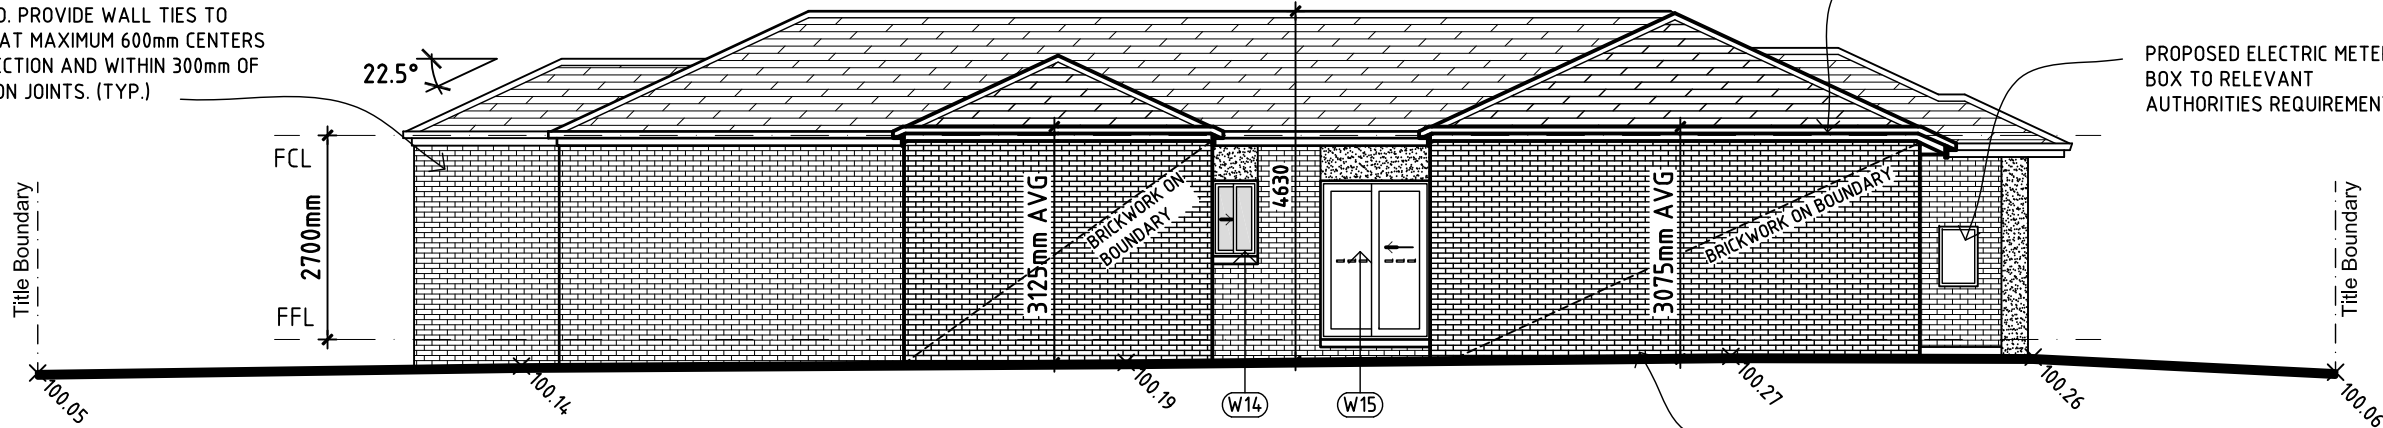 O. PROVIDE WALL TIES TO
AT MAXIMUM 600mm CENTERS
ECTION AND WITHIN 300mm OF
ON JOINTS. (TYP.)
22.5°
PROPOSED ELECTRIC METE
BOX TO RELEVANT
AUTHORITIES REQUIREMEN
FCL
2700mm
FFL
Title Boundary
3125mm AVG
BRICKWORK ON
BOUNDARY
4630
3075mm AVG
BRICKWORK ON BOUNDARY
Title Boundary
W14
W15
100.05
100.14
100.19
100.27
100.26
100.06